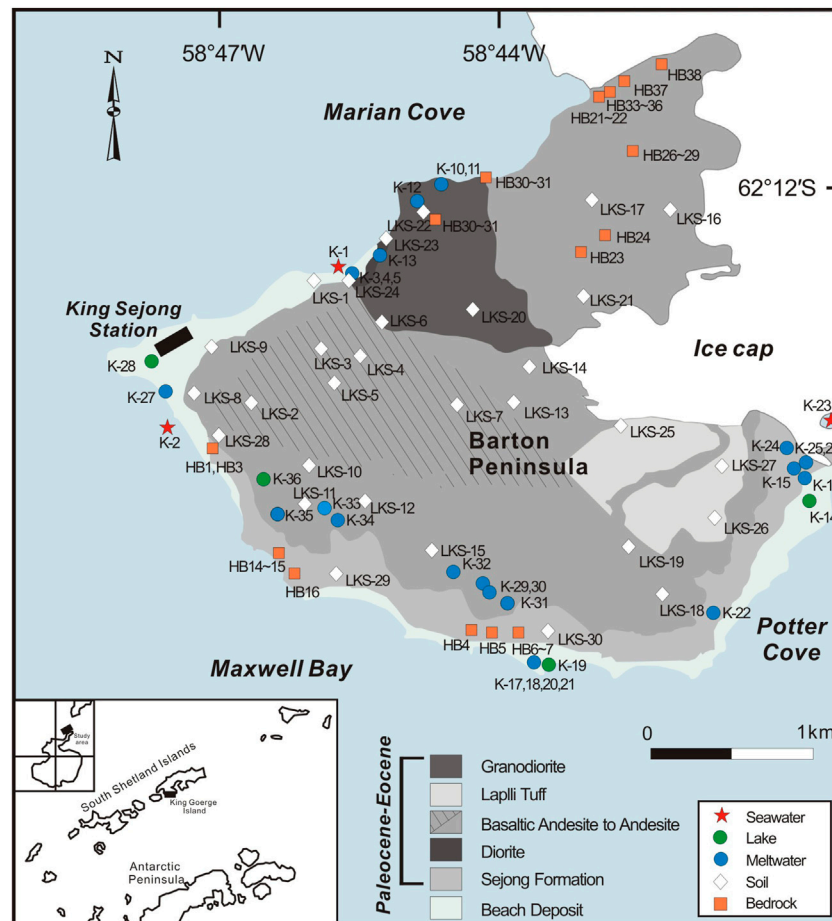 58°47′W
58°44′W
N
HB38
HB37
HB33~36
HB21~22
Marian Cove
K-10,11
HB26~29
HB30~31
62°12′S
K-12
LKS-17
LKS-16
LKS-22
HB30~31
HB24
LKS-23
K-1
K-13
HB23
K-3,4,5
LKS-1
LKS-24
LKS-21
King Sejong
Station
LKS-6
LKS-20
Ice cap
LKS-9
LKS-3
LKS-4
K-28
LKS-14
LKS-5
K-27
LKS-8
LKS-2
LKS-7
LKS-13
K-23
K-2
LKS-28
Barton
Peninsula
LKS-25
K-24
K-25,2
HB1,HB3
LKS-10
LKS-27
K-15
K-1
K-36
LKS-11
K-33
LKS-12
K-14
K-35
K-34
LKS-26
LKS-15
LKS-19
HB14~15
K-32
HB16
LKS-29
K-29,30
K-31
LKS-18
K-22
HB4
HB5
HB6~7
LKS-30
Potter
Cove
Maxwell Bay
K-19
K-17,18,20,21
Study
area
South Shetland Islands
King Goerge
Island
Antarctic
Peninsula
0
1km
Paleocene-Eocene
Granodiorite
Laplli Tuff
Basaltic Andesite to Andesite
Diorite
Sejong Formation
Beach Deposit
Seawater
Lake
Meltwater
Soil
Bedrock